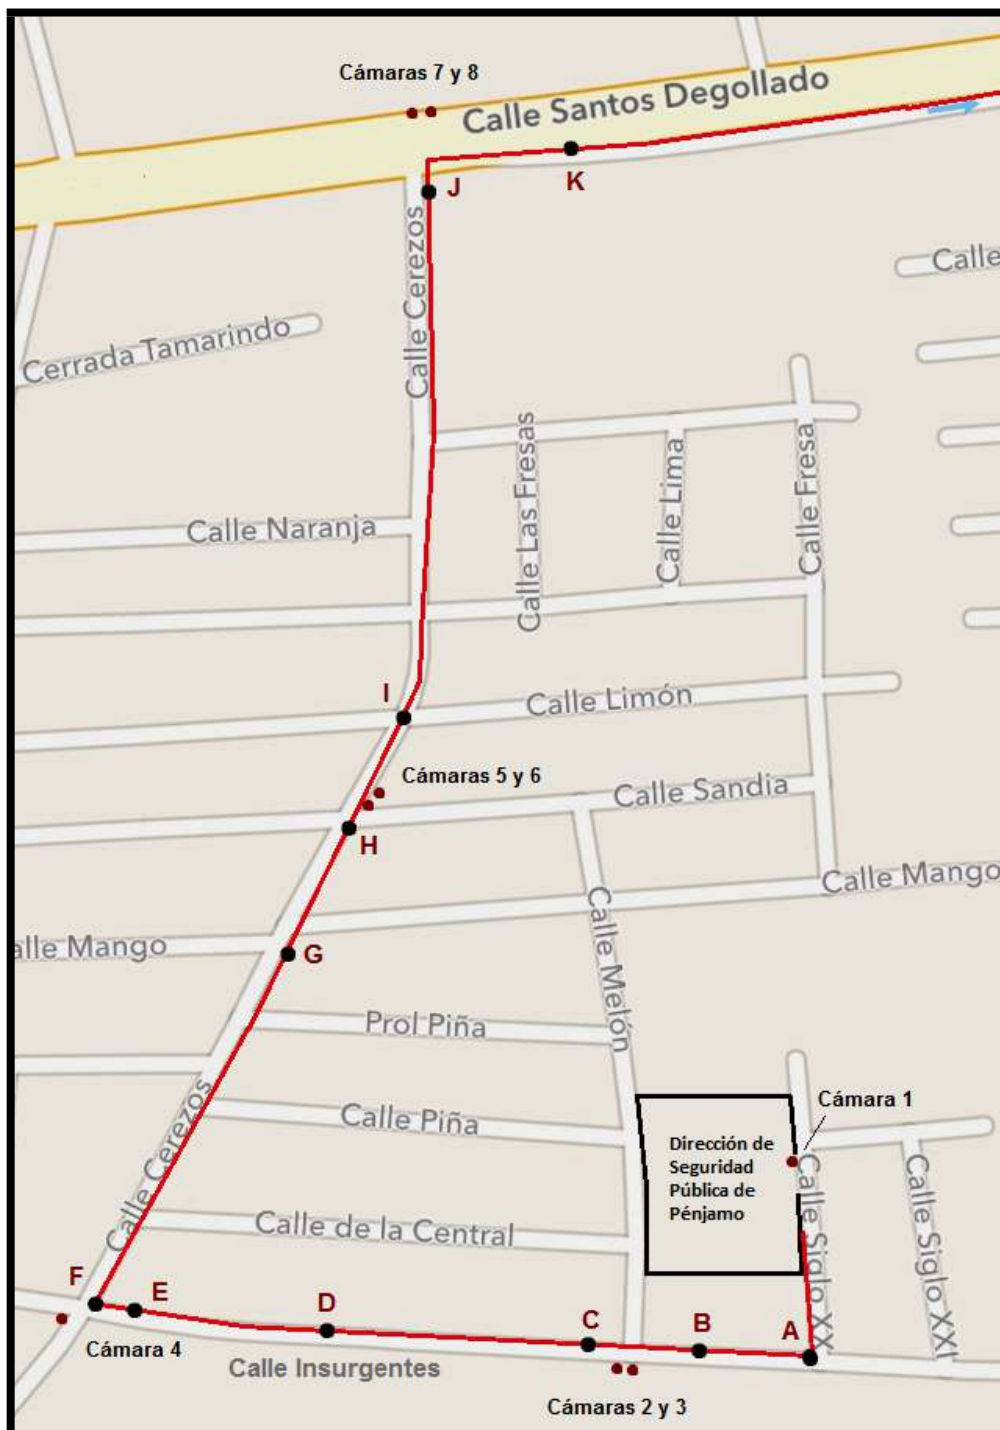 Cámaras 7 y 8
Calle Santos Degollado
K
J
Calle Cerezos
Calle
Cerrada Tamarindo
Calle Las Fresas
Calle Lima
Calle Fresa
Calle Naranja
I
Calle Limón
Cámaras 5 y 6
Calle Sandia
H
Calle Mango
alle Mango
G
Calle Melón
Prol Piña
Cámara 1
Calle Piña
Dirección de
Seguridad
Pública de
Pénjamo
Calle Cerezos
Calle Siglo XXI
Calle Siglo XXI
Calle de la Central
F
E
D
C
B
A
Cámara 4
Calle Insurgentes
Cámaras 2 y 3